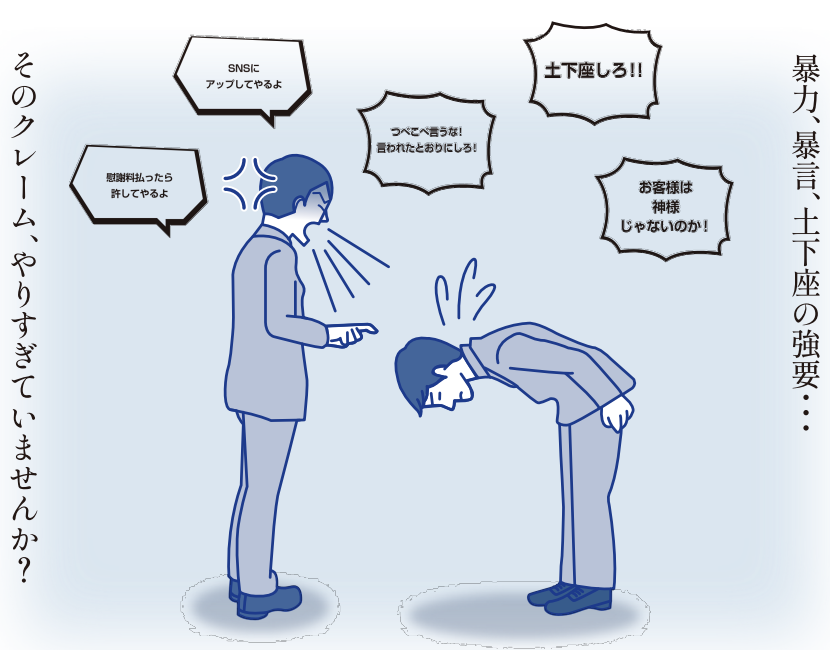 暴力、暴言、土下座の強要・・・
土下座しろ!!
お客様は
神様
じゃないのか!
つべこべ言うな!
言われたとおりにしろ!
SNSに
アップしてやるよ
慰謝料払ったら
許してやるよ
そのクレーム、やりすぎていませんか?